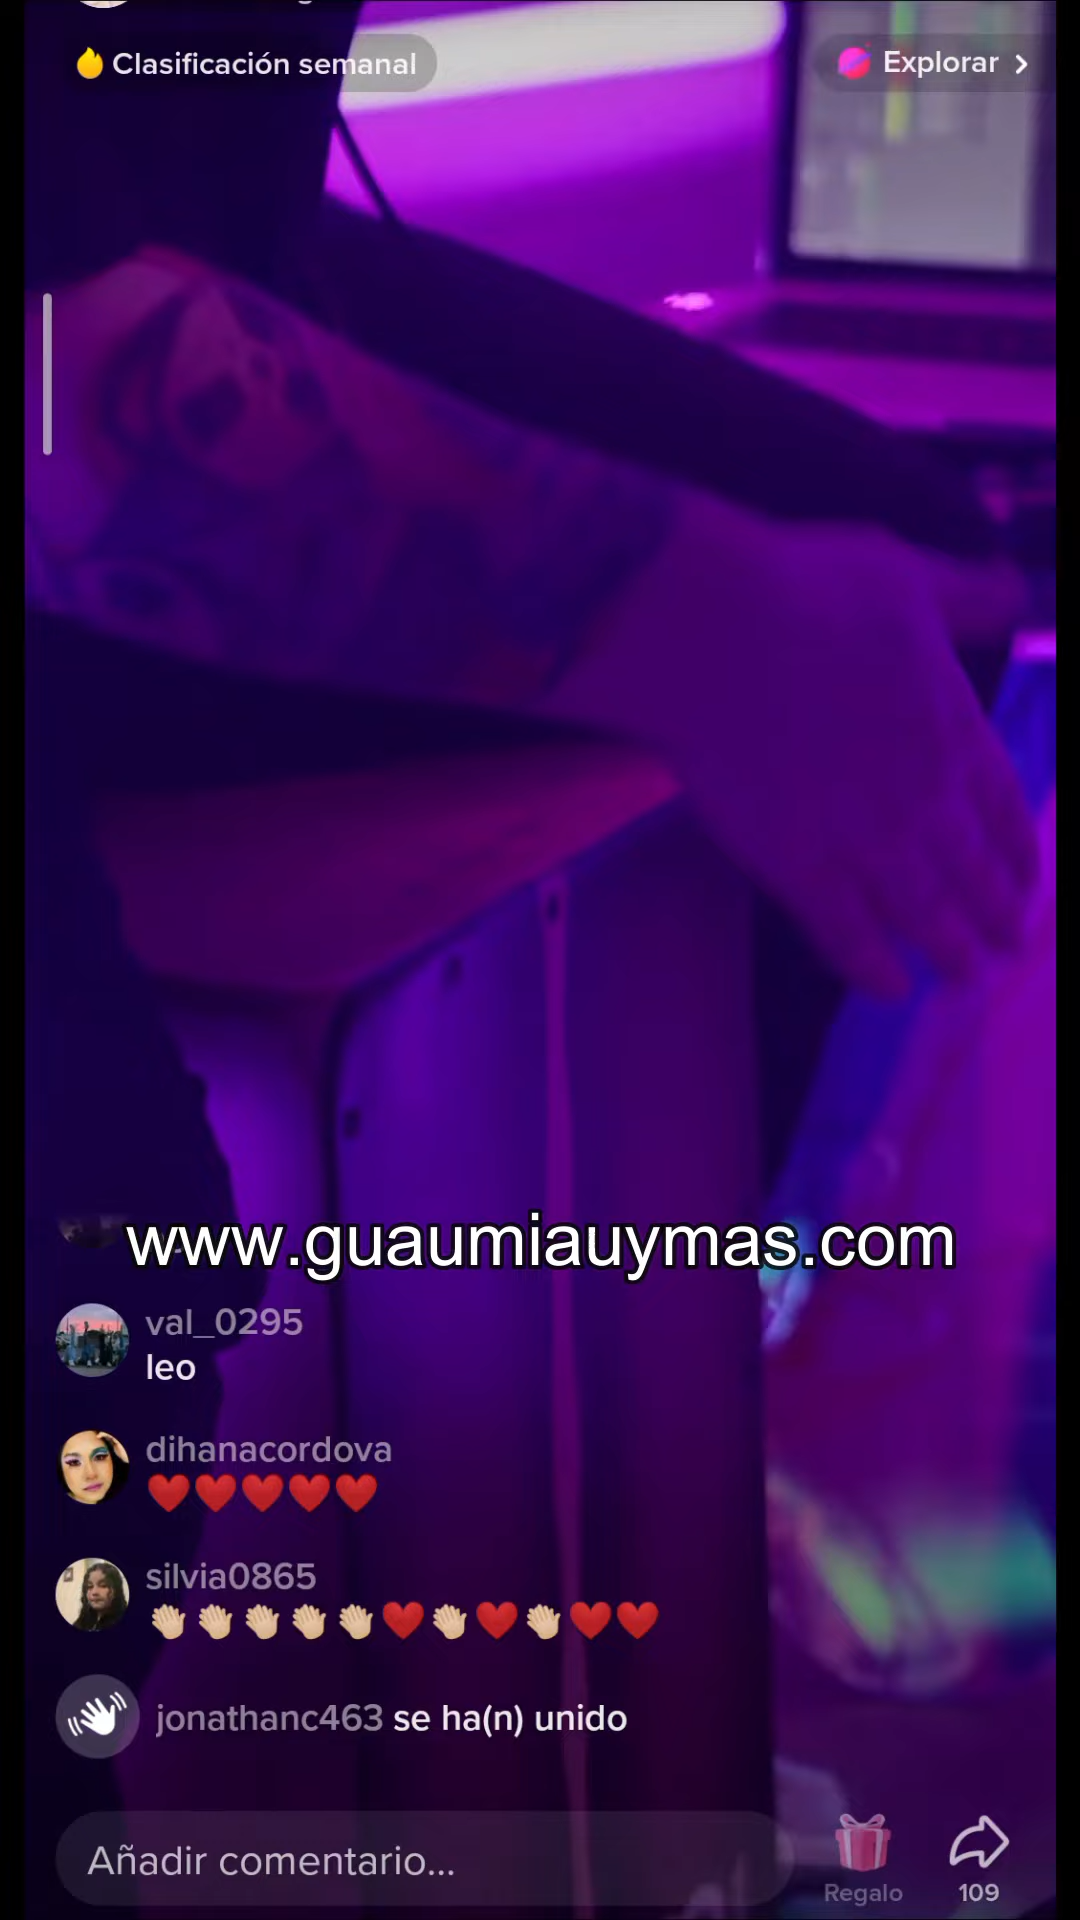 Clasificación semanal
Explorar
www.guaumiauymas.com
val_0295
leo
dihanacordova
❤️❤️❤️❤️❤️
silvia0865
👏🏻👏🏻👏🏻👏🏻👏🏻❤️👏🏻❤️👏🏻❤️❤️
jonathanc463 se ha(n) unido
Añadir comentario...
Regalo
109